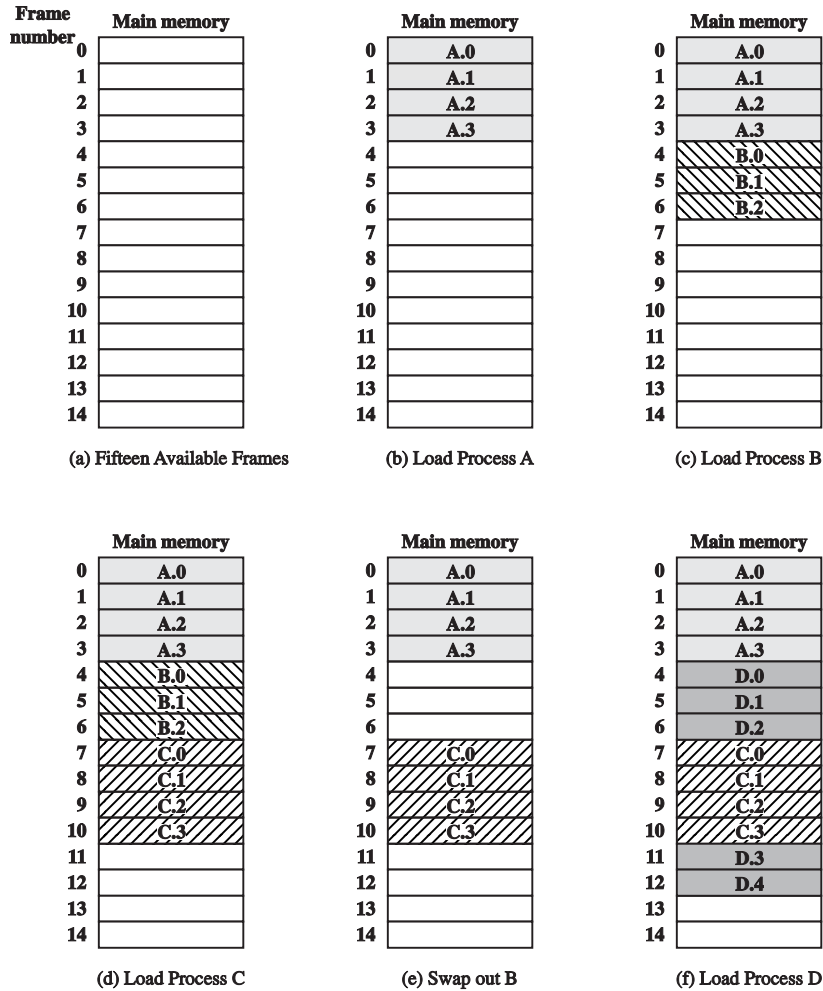 Frame
number
Main memory
0
1
2
3
4
5
6
7
8
9
10
11
12
13
14
(a) Fifteen Available Frames
Main memory
0 A.0
1 A.1
2 A.2
3 A.3
4
5
6
7
8
9
10
11
12
13
14
(b) Load Process A
Main memory
0 A.0
1 A.1
2 A.2
3 A.3
4 B.0
5 B.1
6 B.2
7
8
9
10
11
12
13
14
(c) Load Process B
Main memory
0 A.0
1 A.1
2 A.2
3 A.3
4 B.0
5 B.1
6 B.2
7 C.0
8 C.1
9 C.2
10 C.3
11
12
13
14
(d) Load Process C
Main memory
0 A.0
1 A.1
2 A.2
3 A.3
4
5
6
7 C.0
8 C.1
9 C.2
10 C.3
11
12
13
14
(e) Swap out B
Main memory
0 A.0
1 A.1
2 A.2
3 A.3
4 D.0
5 D.1
6 D.2
7 C.0
8 C.1
9 C.2
10 C.3
11 D.3
12 D.4
13
14
(f) Load Process D